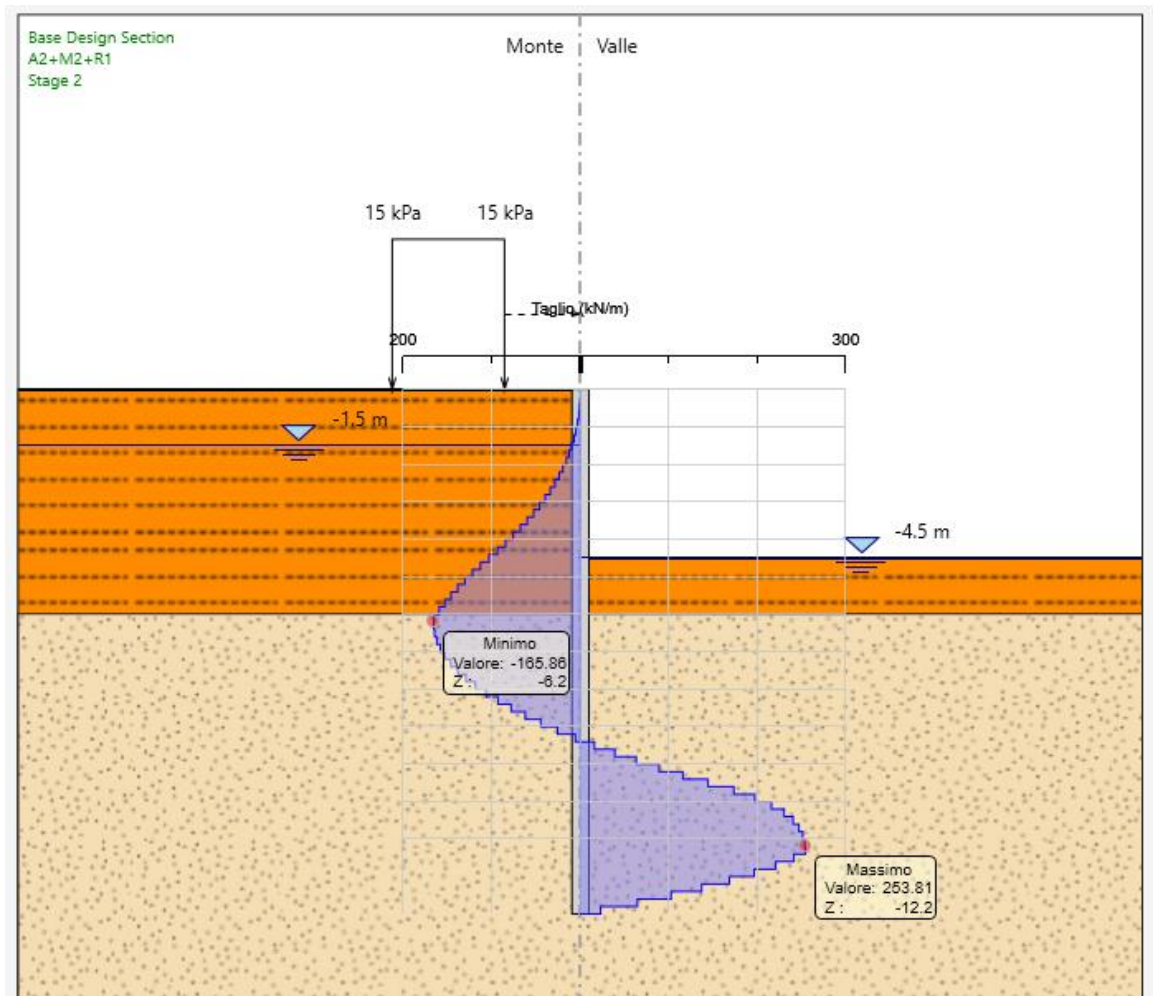 Base Design Section
A2+M2+R1
Stage 2
Monte
Valle
15 kPa
15 kPa
Taglio (kN/m)
200
300
-1,5 m
-4.5 m
Minimo
Valore: -165.86
Z : -6.2
Massimo
Valore: 253.81
Z : -12.2